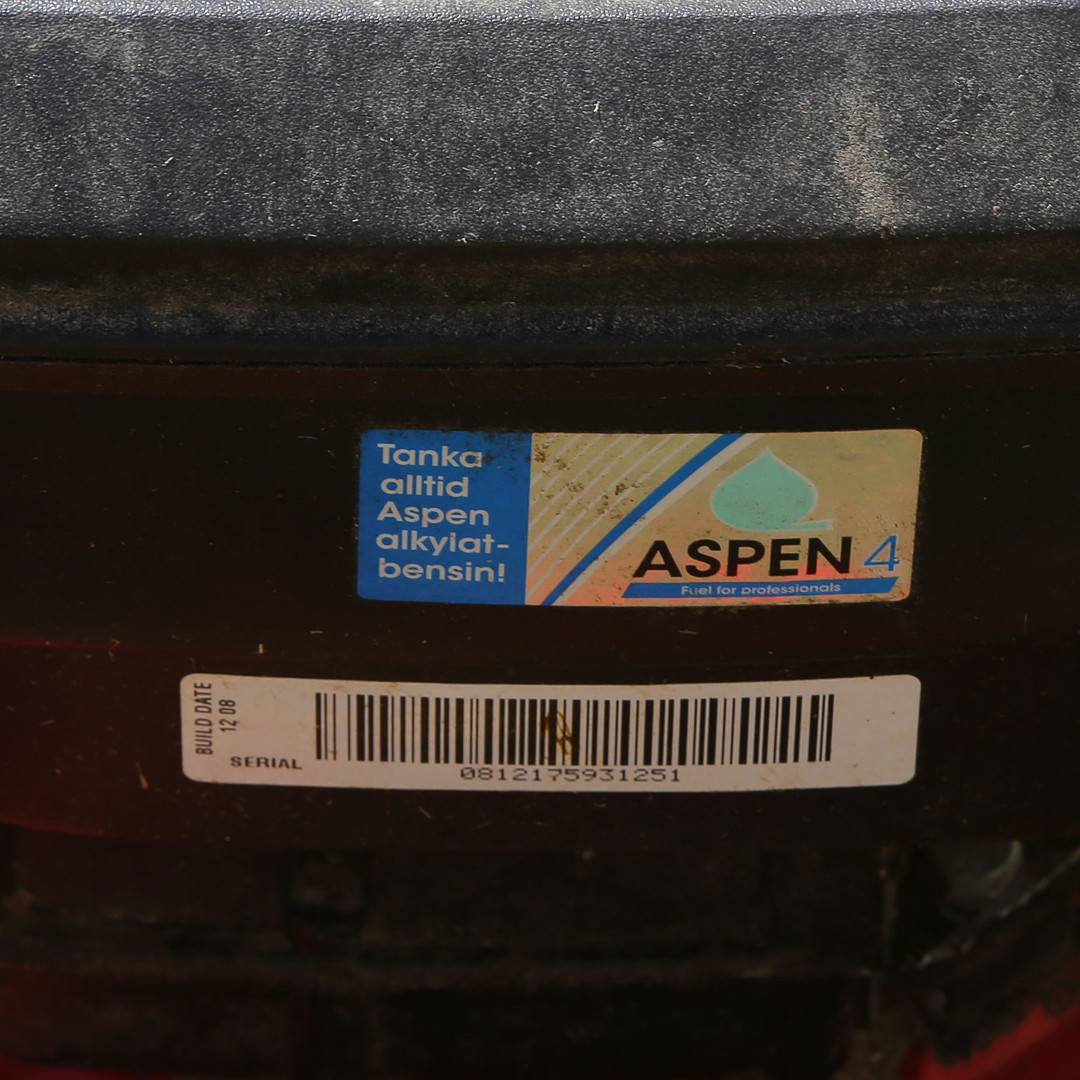 Tanka
alltid
Aspen
alkylat-
bensin!
ASPEN 4
Fuel for professionals
BUILD DATE
12 08
SERIAL
0812175931251